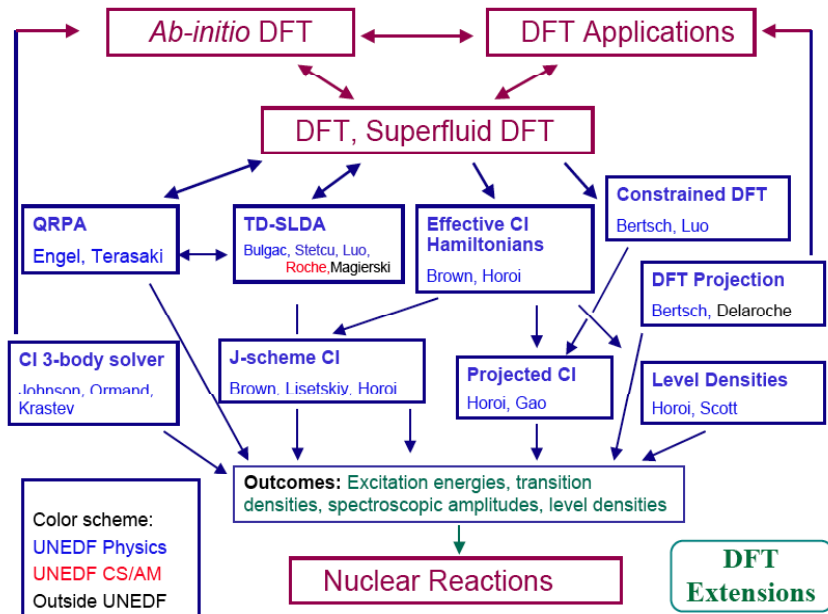 Ab-initio DFT
DFT Applications
DFT, Superfluid DFT
QRPA
Engel, Terasaki
TD-SLDA
Bulgac, Stetcu, Luo,
Roche,Magierski
Effective CI
Hamiltonians
Brown, Horoi
Constrained DFT
Bertsch, Luo
DFT Projection
Bertsch, Delaroche
CI 3-body solver
Johnson, Ormand,
Krastev
J-scheme CI
Brown, Lisetskiy, Horoi
Projected CI
Horoi, Gao
Level Densities
Horoi, Scott
Outcomes: Excitation energies, transition
densities, spectroscopic amplitudes, level densities
Color scheme:
UNEDF Physics
UNEDF CS/AM
Outside UNEDF
Nuclear Reactions
DFT
Extensions